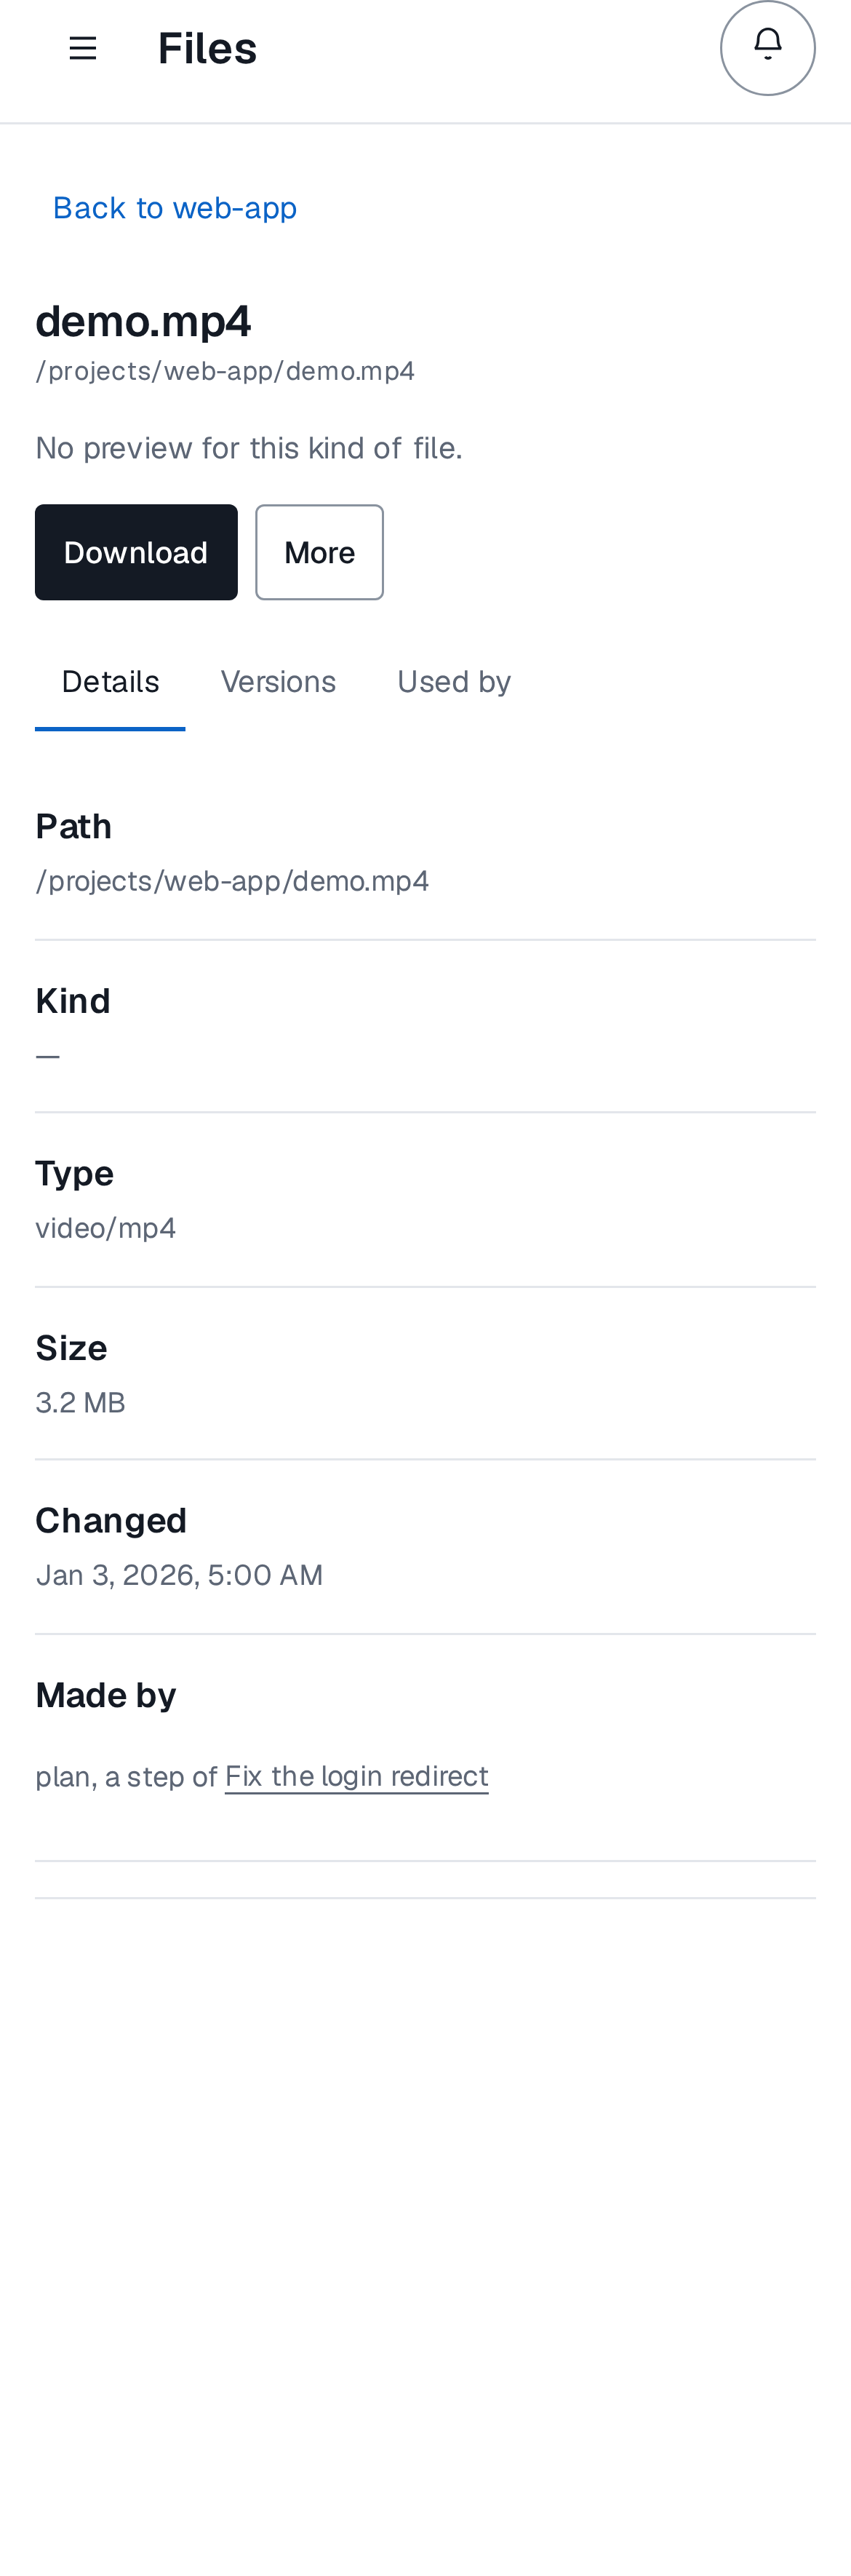 Files
Back to web-app
demo.mp4
/projects/web-app/demo.mp4
No preview for this kind of file.
Download More
Details Versions Used by
Path
/projects/web-app/demo.mp4
Kind
—
Type
video/mp4
Size
3.2 MB
Changed
Jan 3, 2026, 5:00 AM
Made by
plan, a step of Fix the login redirect